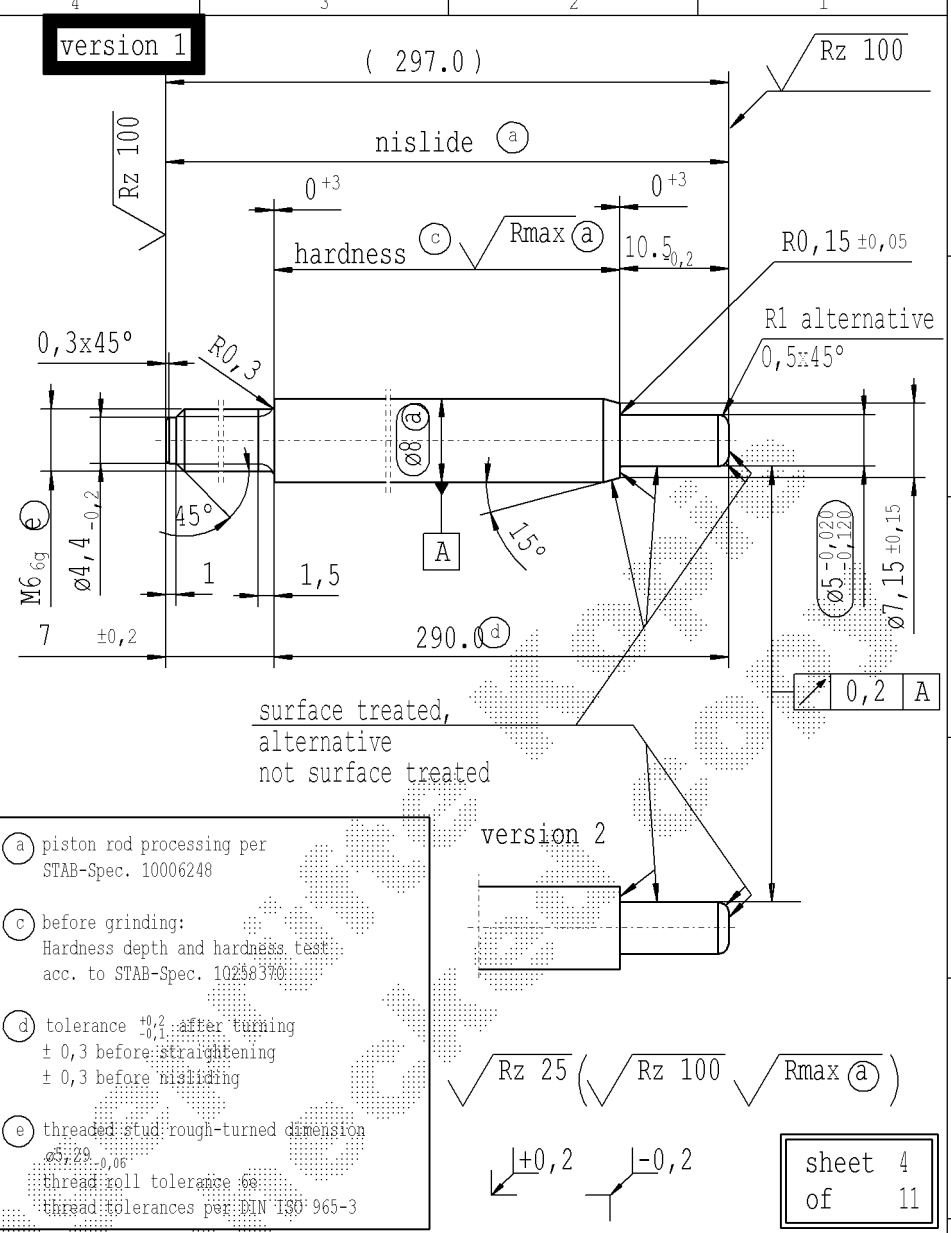 4 3 2 1
version 1
( 297.0 )
Rz 100
Rz 100
nislide a
0 +3
0 +3
hardness c
Rmax a
10.5 -0,2
R0,15 ±0,05
R1 alternative
0,5x45°
0,3x45°
R0,3
ø8 a
45°
15°
A
M6 6g e
ø4,4 -0,2
1
1,5
ø5 -0,020 -0,120
ø7,15 ±0,15
7 ±0,2
290.0 d
0,2 A
surface treated,
alternative
not surface treated
version 2
a piston rod processing per
STAB-Spec. 10006248
c before grinding:
Hardness depth and hardness test
acc. to STAB-Spec. 10258370
d tolerance +0,2 -0,1 after turning
± 0,3 before straightening
± 0,3 before nisliding
e threaded stud rough-turned dimension
ø5,29 -0,06
thread roll tolerance 6e
thread tolerances per DIN ISO 965-3
Rz 25 ( Rz 100 Rmax a )
+0,2 -0,2
sheet 4
of 11